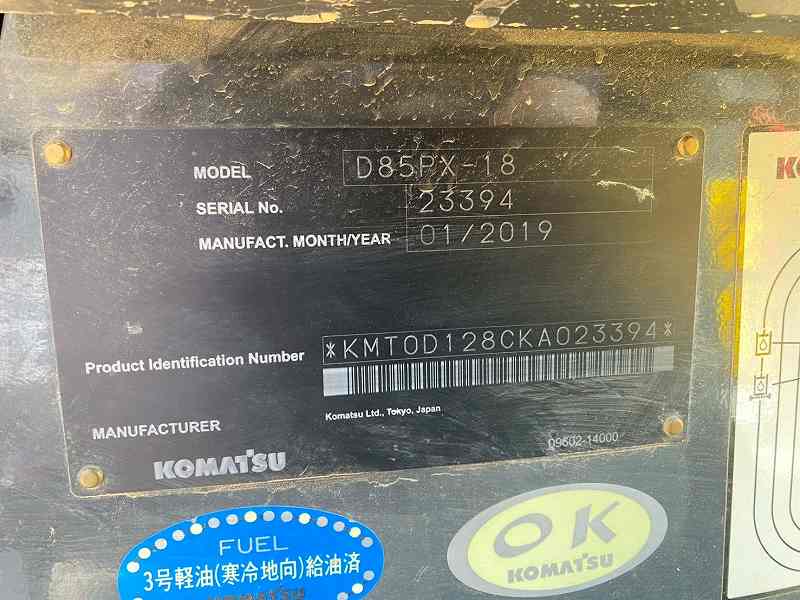 MODEL D85PX-18
SERIAL No. 23394
MANUFACT. MONTH/YEAR 01/2019
Product Identification Number *KMT0D128CKA023394*
Komatsu Ltd., Tokyo, Japan
MANUFACTURER
09602-14000
KOMATSU
FUEL
3号軽油(寒冷地向)給油済
OK
KOMATSU